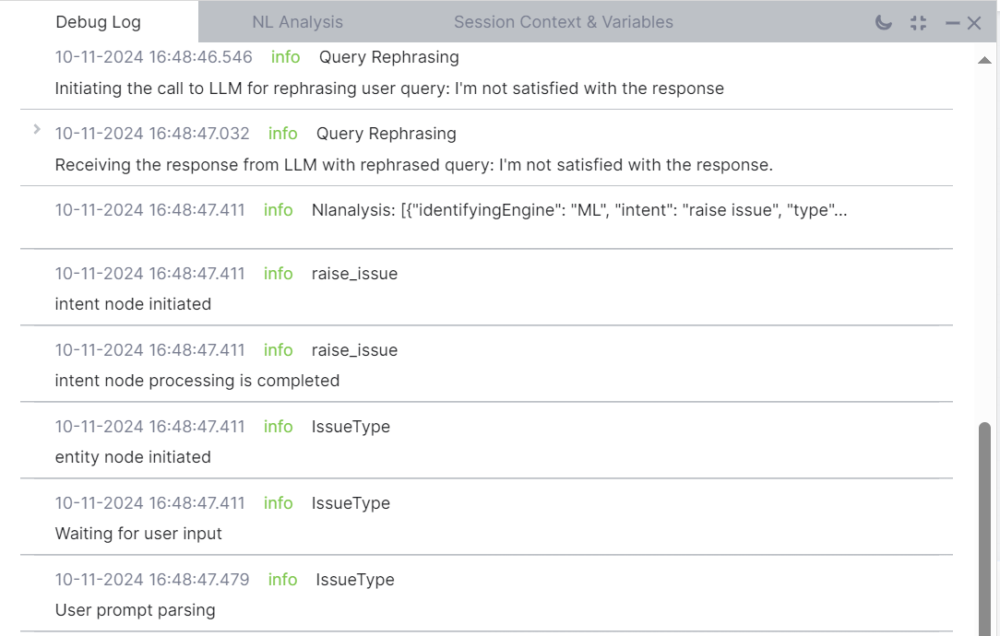 Debug Log NL Analysis Session Context & Variables
10-11-2024 16:48:46.546 info Query Rephrasing
Initiating the call to LLM for rephrasing user query: I'm not satisfied with the response
10-11-2024 16:48:47.032 info Query Rephrasing
Receiving the response from LLM with rephrased query: I'm not satisfied with the response.
10-11-2024 16:48:47.411 info Nlanalysis: [{"identifyingEngine": "ML", "intent": "raise issue", "type"...
10-11-2024 16:48:47.411 info raise_issue
intent node initiated
10-11-2024 16:48:47.411 info raise_issue
intent node processing is completed
10-11-2024 16:48:47.411 info IssueType
entity node initiated
10-11-2024 16:48:47.411 info IssueType
Waiting for user input
10-11-2024 16:48:47.479 info IssueType
User prompt parsing